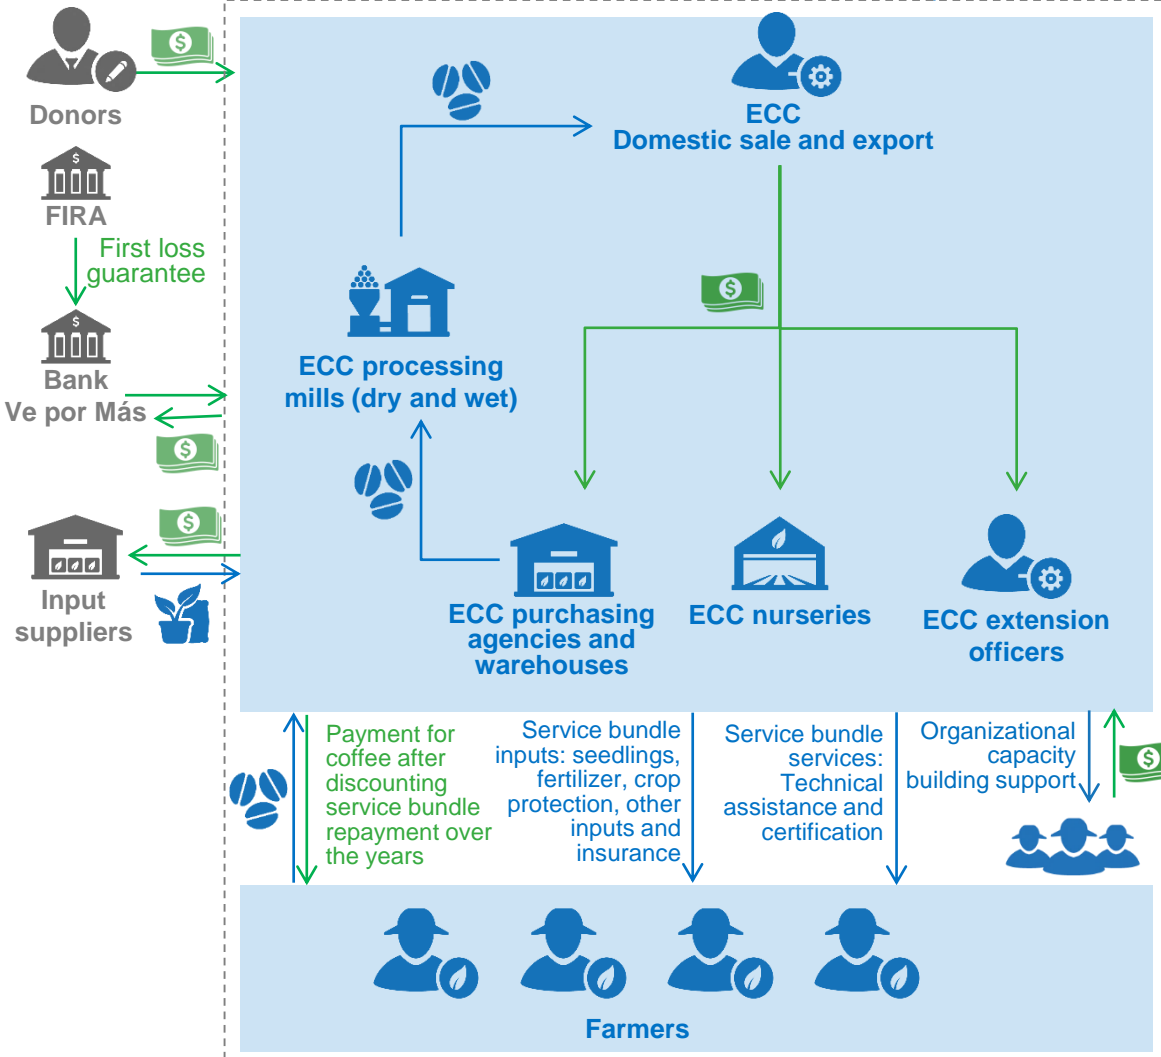 Donors
FIRA
First loss
guarantee
Bank
Ve por Más
Input
suppliers
ECC
Domestic sale and export
ECC processing
mills (dry and wet)
ECC purchasing
agencies and
warehouses
ECC nurseries
ECC extension
officers
Payment for
coffee after
discounting
service bundle
repayment over
the years
Service bundle
inputs: seedlings,
fertilizer, crop
protection, other
inputs and
insurance
Service bundle
services:
Technical
assistance and
certification
Organizational
capacity
building support
Farmers